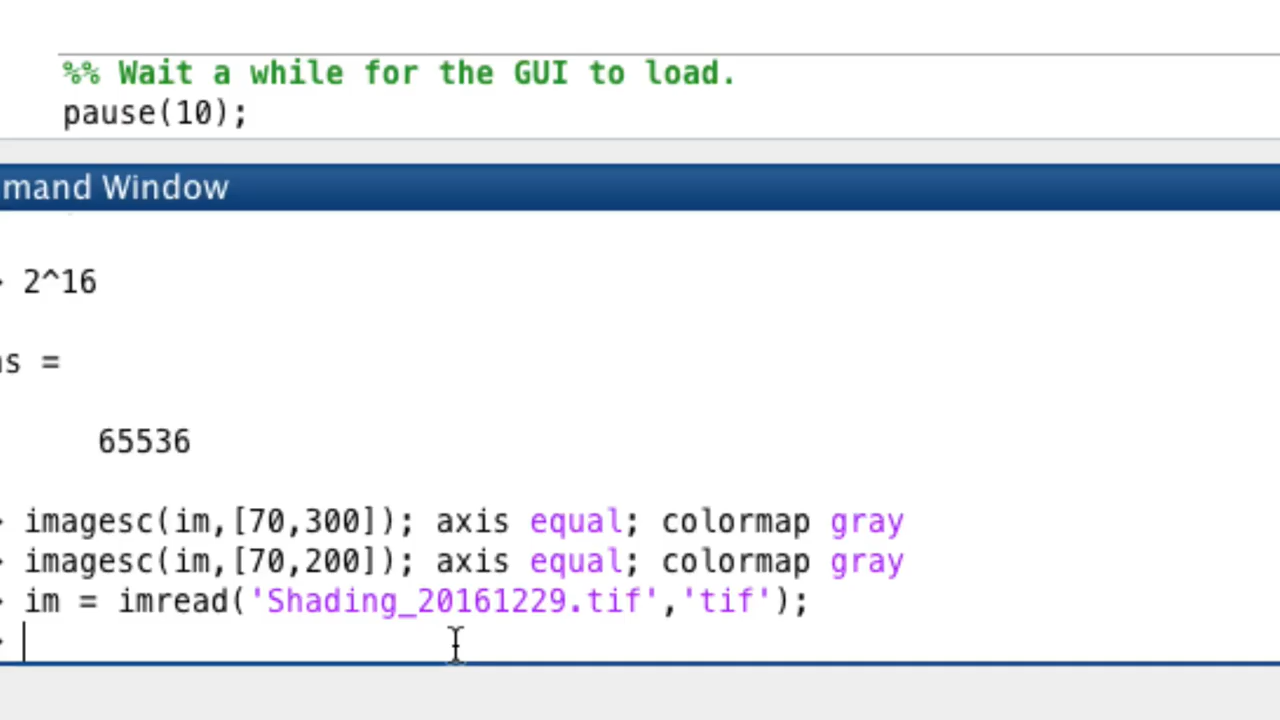 %% Wait a while for the GUI to load.
pause(10);
mand Window
2^16
s =
65536
imagesc(im,[70,300]); axis equal; colormap gray
imagesc(im,[70,200]); axis equal; colormap gray
im = imread('Shading_20161229.tif','tif');